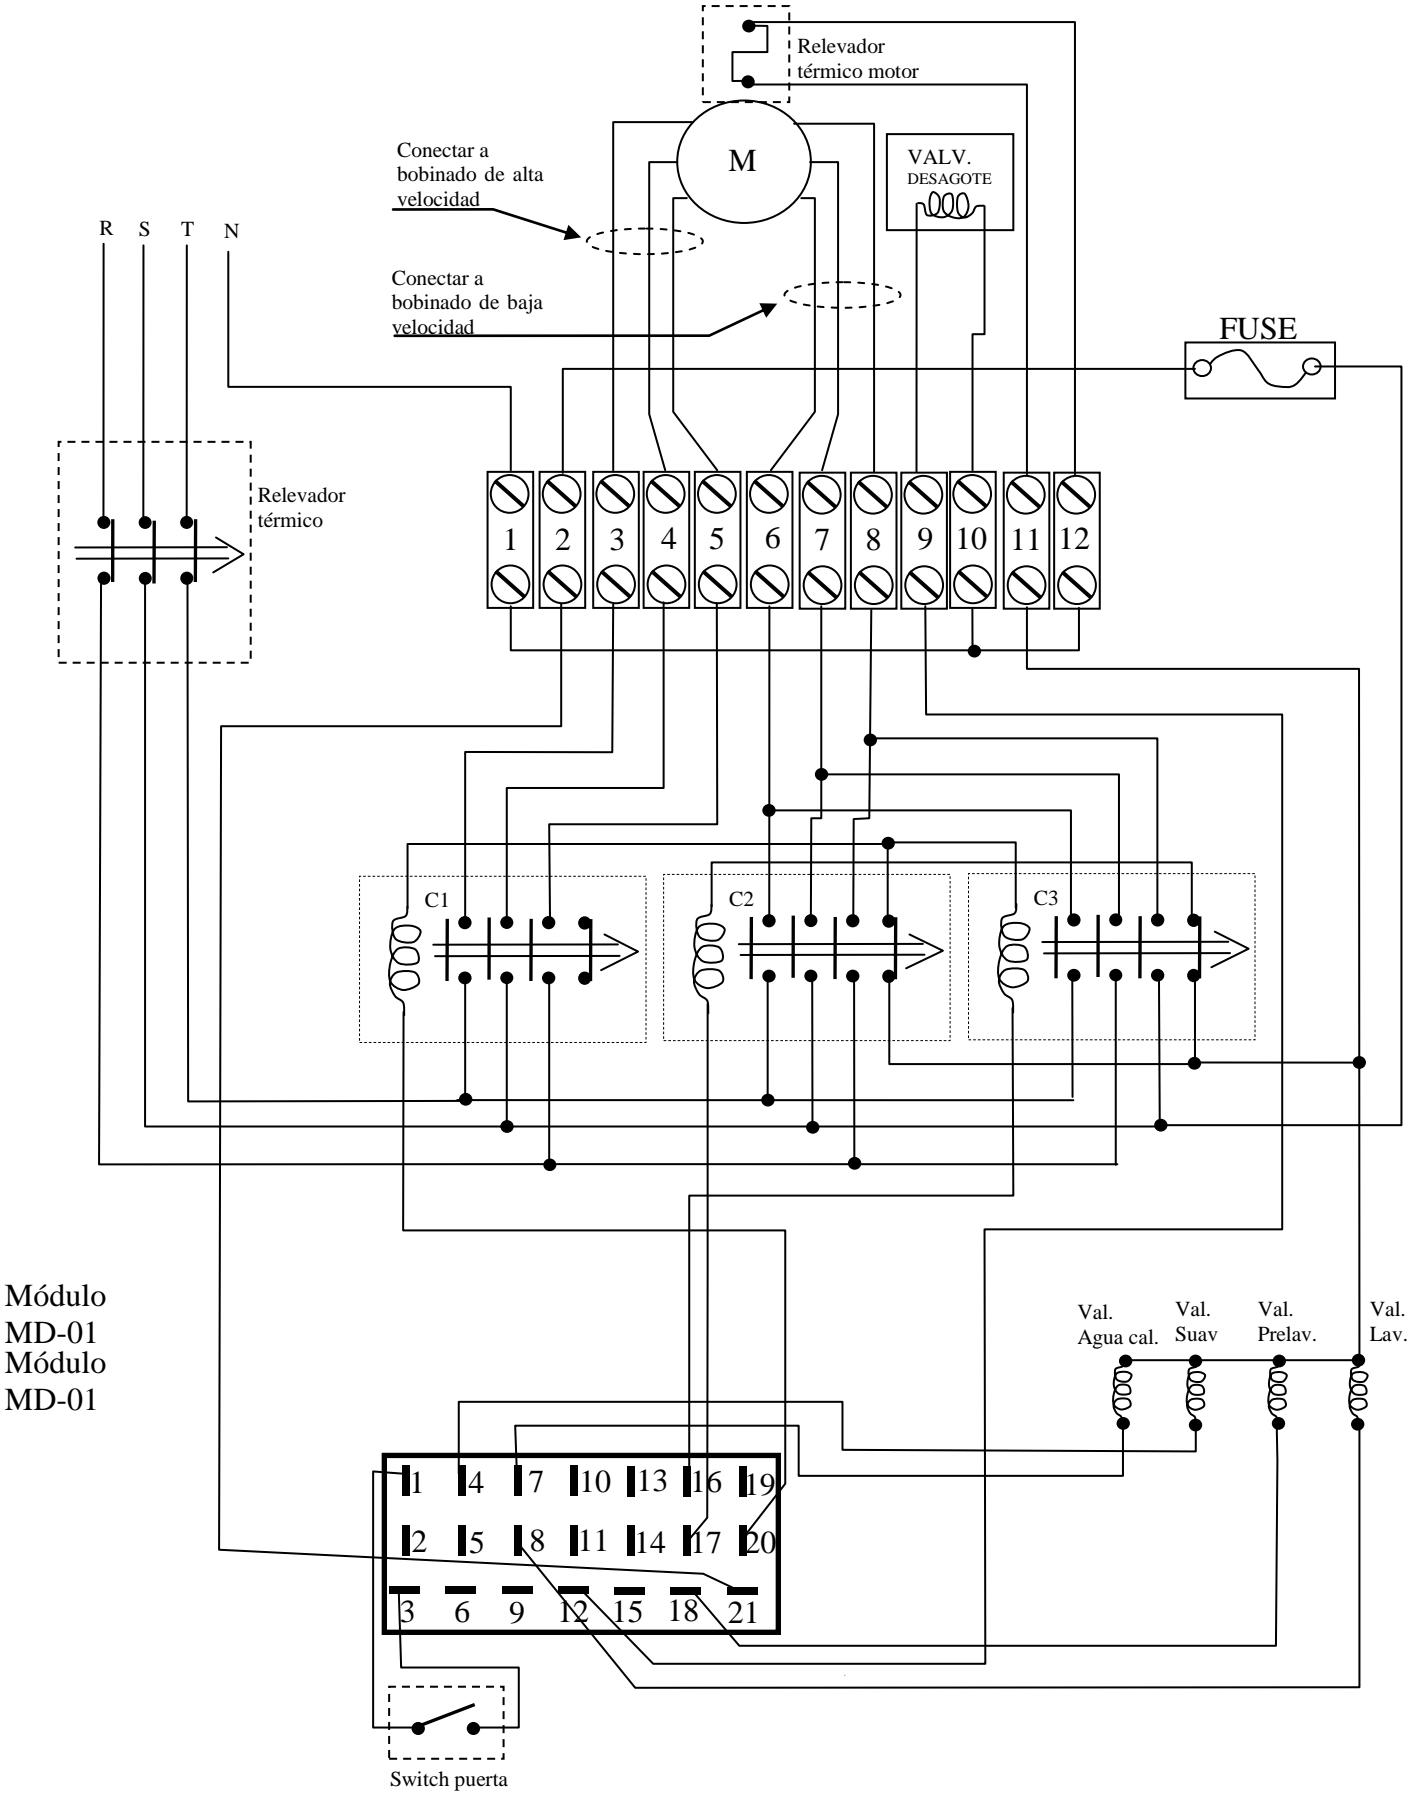 Relevador
térmico motor
Conectar a
bobinado de alta
velocidad
M
VALV.
DESAGOTE
R S T N
Conectar a
bobinado de baja
velocidad
FUSE
Relevador
térmico
1 2 3 4 5 6 7 8 9 10 11 12
C1 C2 C3
Módulo
MD-01
Módulo
MD-01
Val.
Agua cal.
Val.
Suav
Val.
Prelav.
Val.
Lav.
1 4 7 10 13 16 19
2 5 8 11 14 17 20
3 6 9 12 15 18 21
Switch puerta